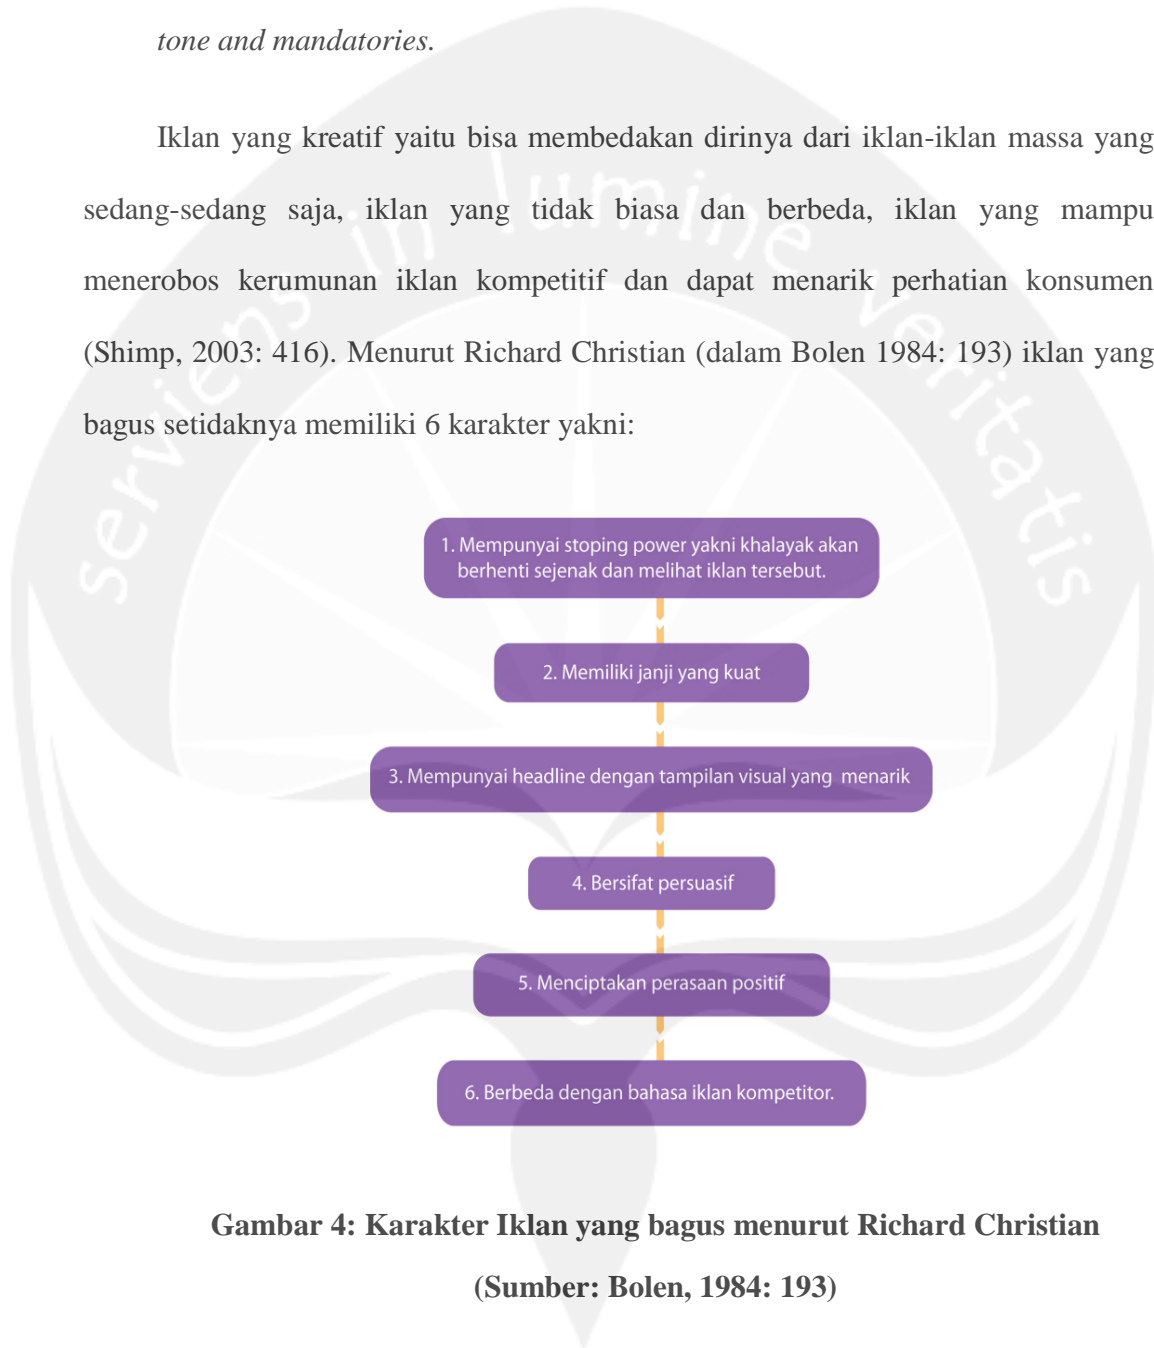 tone and mandatories.
Iklan yang kreatif yaitu bisa membedakan dirinya dari iklan-iklan massa yang
sedang-sedang saja, iklan yang tidak biasa dan berbeda, iklan yang mampu
menerobos kerumunan iklan kompetitif dan dapat menarik perhatian konsumen
(Shimp, 2003: 416). Menurut Richard Christian (dalam Bolen 1984: 193) iklan yang
bagus setidaknya memiliki 6 karakter yakni:
serviens in lumine veritatis
1. Mempunyai stoping power yakni khalayak akan
berhenti sejenak dan melihat iklan tersebut.
2. Memiliki janji yang kuat
3. Mempunyai headline dengan tampilan visual yang menarik
4. Bersifat persuasif
5. Menciptakan perasaan positif
6. Berbeda dengan bahasa iklan kompetitor.
Gambar 4: Karakter Iklan yang bagus menurut Richard Christian
(Sumber: Bolen, 1984: 193)